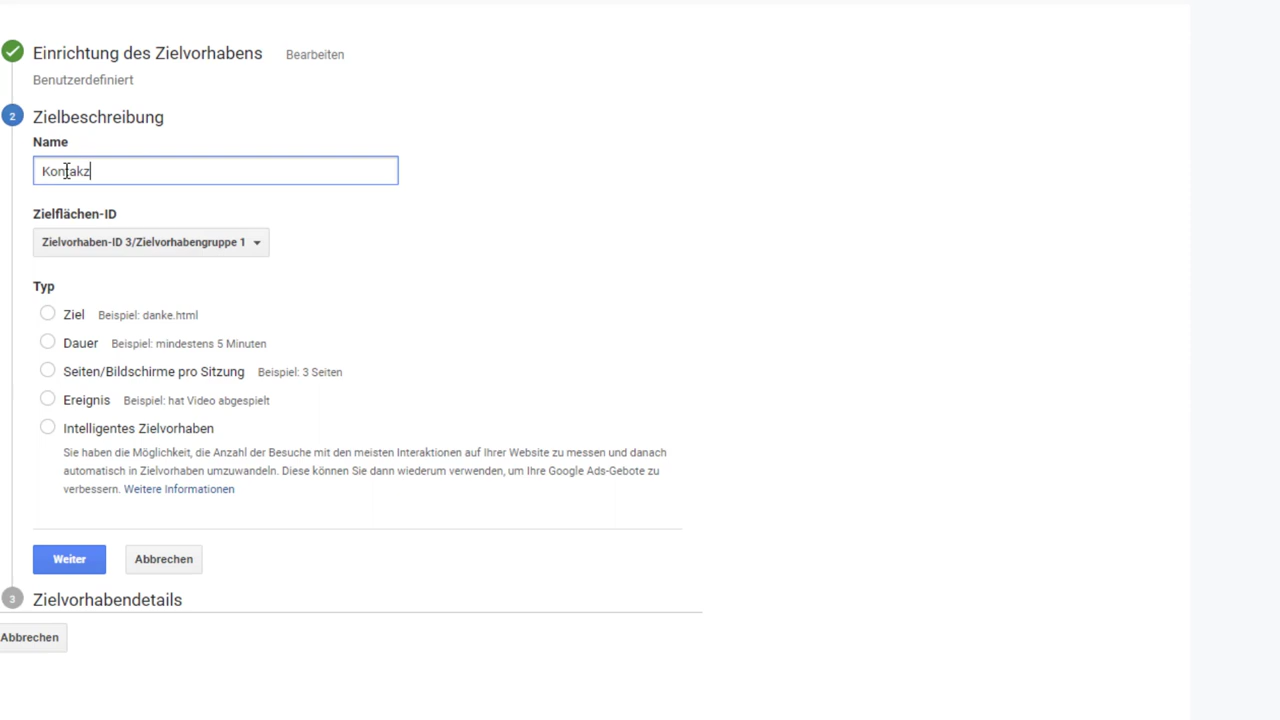 Einrichtung des Zielvorhabens Bearbeiten
Benutzerdefiniert
2 Zielbeschreibung
Name
Kontakz
Zielflächen-ID
Zielvorhaben-ID 3/Zielvorhabengruppe 1
Typ
Ziel Beispiel: danke.html
Dauer Beispiel: mindestens 5 Minuten
Seiten/Bildschirme pro Sitzung Beispiel: 3 Seiten
Ereignis Beispiel: hat Video abgespielt
Intelligentes Zielvorhaben
Sie haben die Möglichkeit, die Anzahl der Besuche mit den meisten Interaktionen auf Ihrer Website zu messen und danach
automatisch in Zielvorhaben umzuwandeln. Diese können Sie dann wiederum verwenden, um Ihre Google Ads-Gebote zu
verbessern. Weitere Informationen
Weiter Abbrechen
3 Zielvorhabendetails
Abbrechen